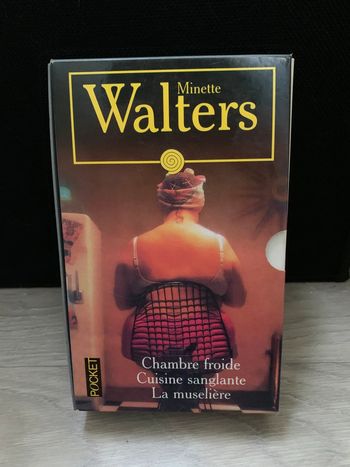 Minette
Walters
Chambre froide
Cuisine sanglante
La muselière
POCKET